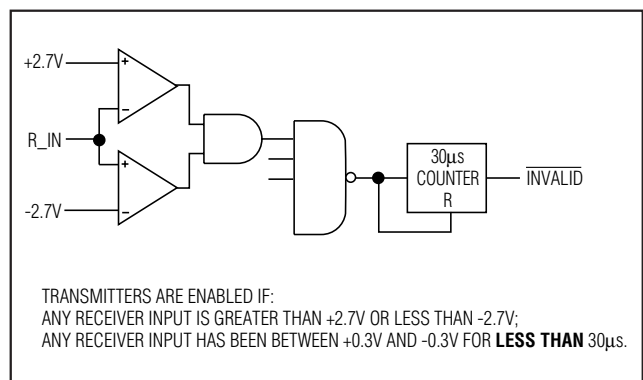 +2.7V
R_IN
-2.7V
+
-
+
-
30μs
COUNTER
R
INVALID
TRANSMITTERS ARE ENABLED IF:
ANY RECEIVER INPUT IS GREATER THAN +2.7V OR LESS THAN -2.7V;
ANY RECEIVER INPUT HAS BEEN BETWEEN +0.3V AND -0.3V FOR LESS THAN 30μs.